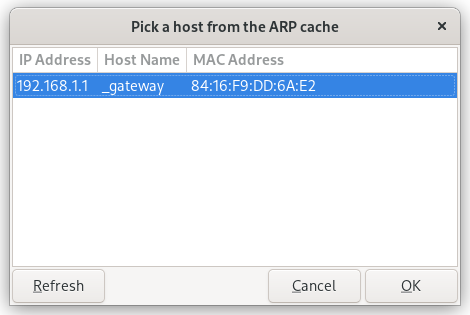 Pick a host from the ARP cache ×
IP Address Host Name MAC Address
192.168.1.1 _gateway 84:16:F9:DD:6A:E2
Refresh Cancel OK